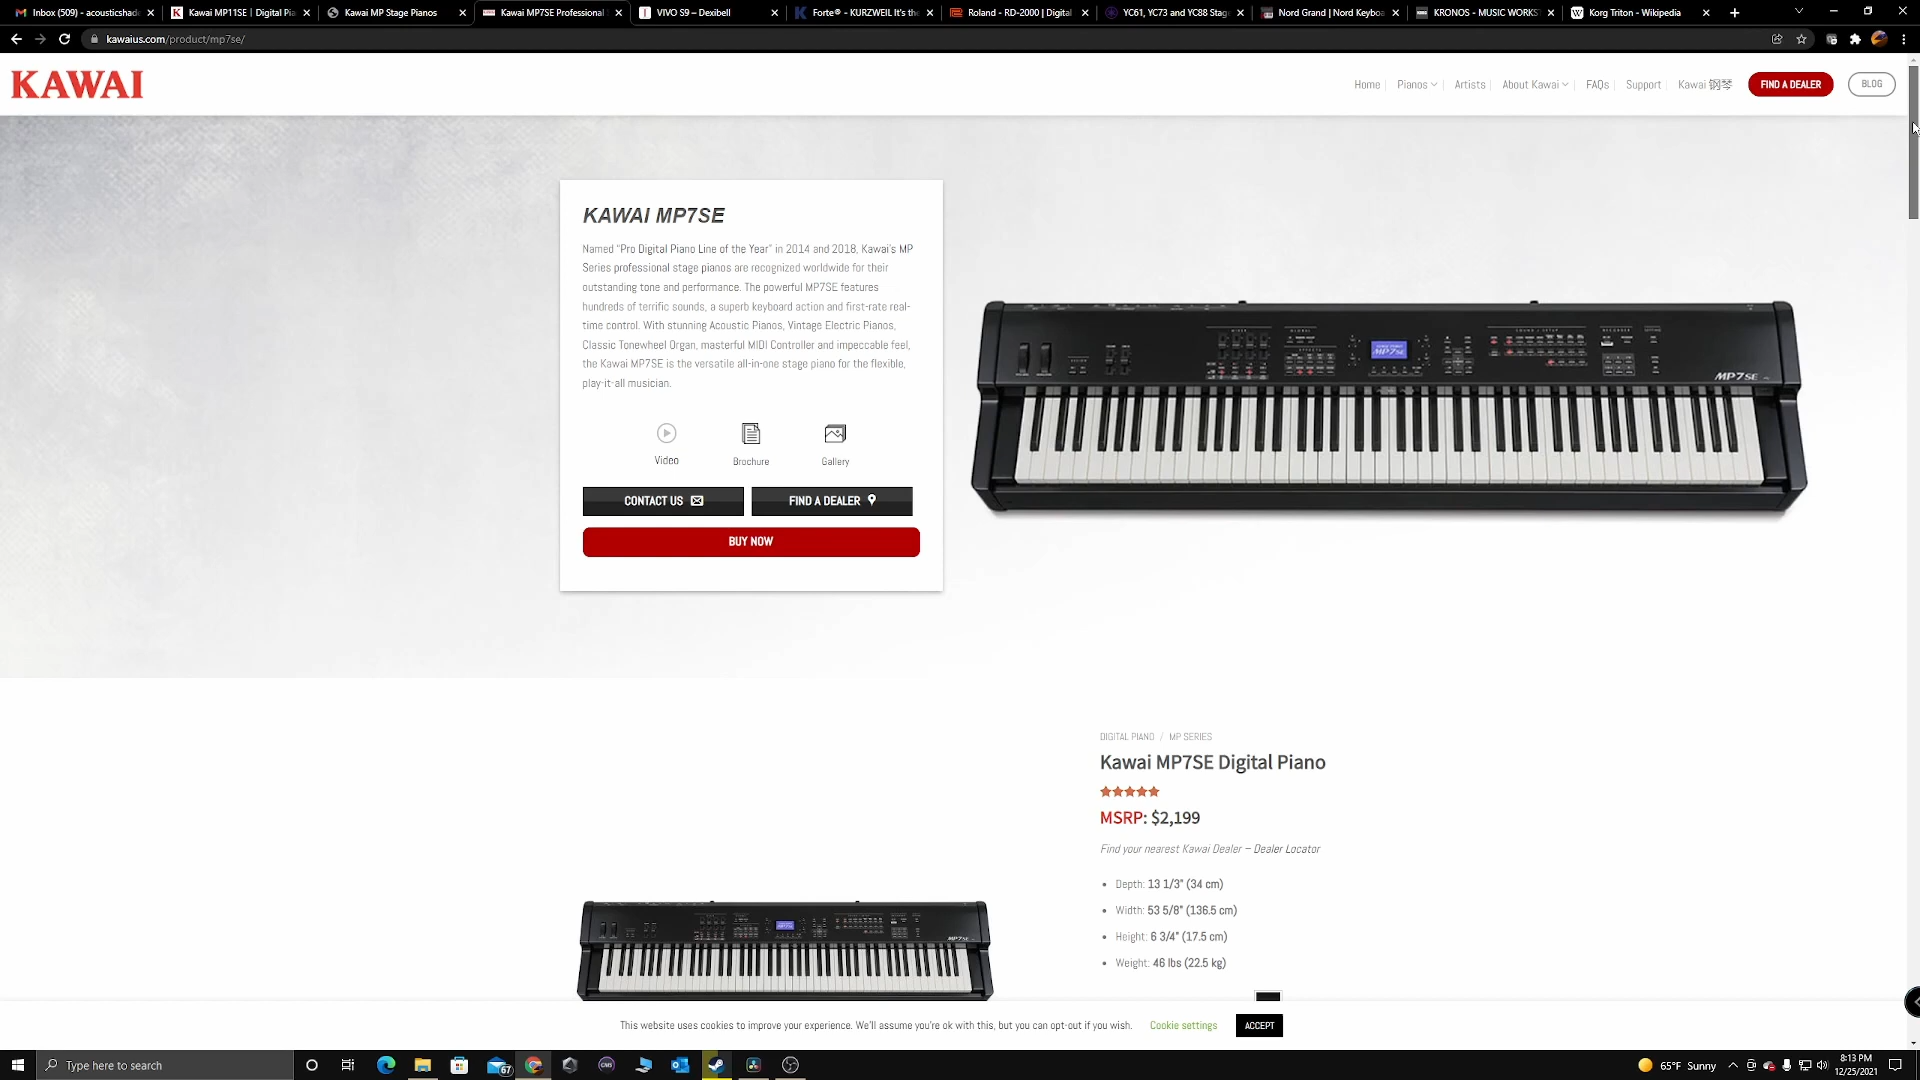 Inbox (509) - acousticshad
Kawai MP11SE | Digital Pia
Kawai MP Stage Pianos
Kawai MP7SE Professional
VIVO S9 – Dexibell
Forte® - KURZWEIL It's the
Roland - RD-2000 | Digital
YC61, YC73 and YC88 Stag
Nord Grand | Nord Keyboa
KRONOS - MUSIC WORKST
Korg Triton - Wikipedia
kawaius.com/product/mp7se/
KAWAI
Home
Pianos
Artists
About Kawai
FAQs
Support
Kawai 钢琴
FIND A DEALER
BLOG
KAWAI MP7SE
Named “Pro Digital Piano Line of the Year” in 2014 and 2018, Kawai’s MP
Series professional stage pianos are recognized worldwide for their
outstanding tone and performance. The powerful MP7SE features
hundreds of terrific sounds, a superb keyboard action and first-rate real-
time control. With stunning Acoustic Pianos, Vintage Electric Pianos,
Classic Tonewheel Organ, masterful MIDI Controller and impeccable feel,
the Kawai MP7SE is the versatile all-in-one stage piano for the flexible,
play-it-all musician.
Video
Brochure
Gallery
CONTACT US
FIND A DEALER
BUY NOW
MP7SE
MP7SE
DIGITAL PIANO / MP SERIES
Kawai MP7SE Digital Piano
MSRP: $2,199
Find your nearest Kawai Dealer – Dealer Locator
• Depth: 13 1/3" (34 cm)
• Width: 53 5/8" (136.5 cm)
• Height: 6 3/4" (17.5 cm)
• Weight: 46 lbs (22.5 kg)
MP7SE
This website uses cookies to improve your experience. We'll assume you're ok with this, but you can opt-out if you wish.
Cookie settings
ACCEPT
Type here to search
67
65°F Sunny
8:13 PM
12/25/2021